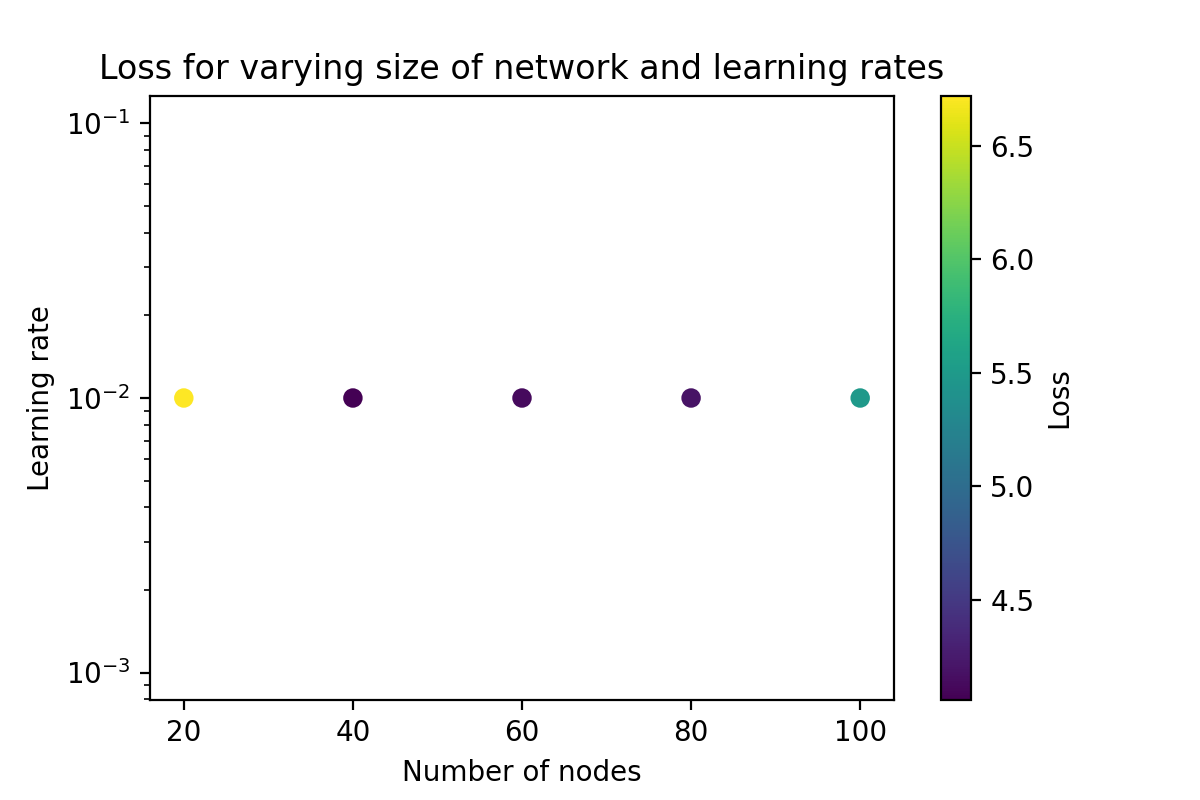 Loss for varying size of network and learning rates
10⁻¹
10⁻²
10⁻³
Learning rate
20 40 60 80 100
Number of nodes
6.5
6.0
5.5
5.0
4.5
Loss